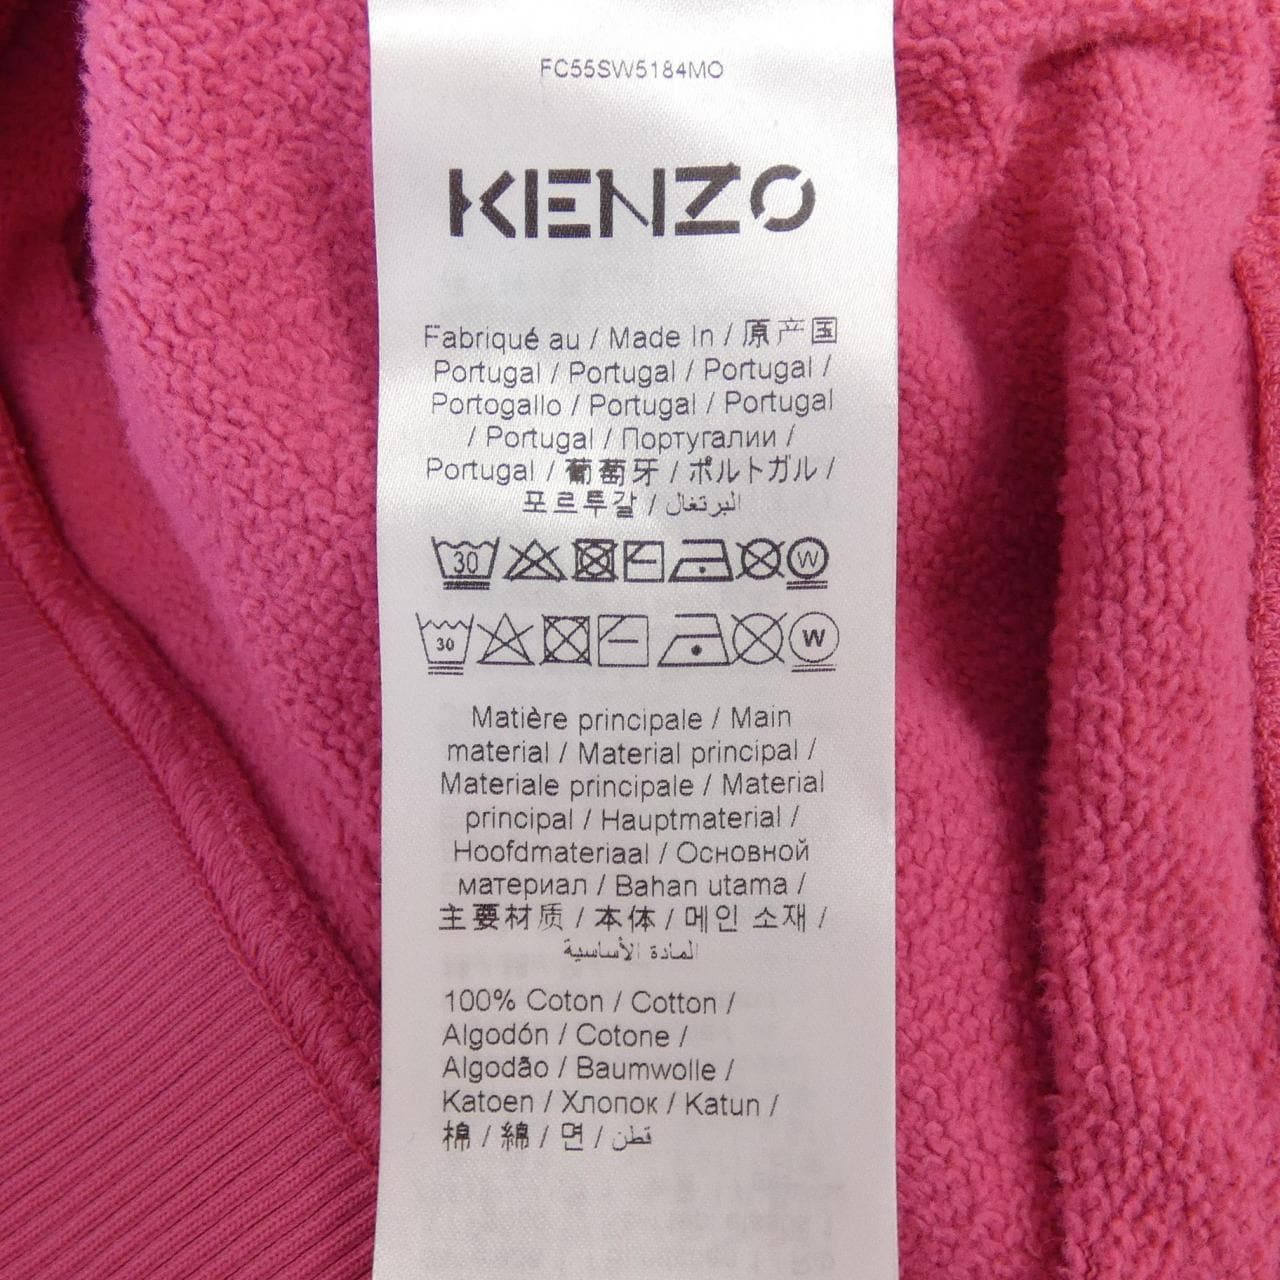 FC55SW5184MO
KENZO
Fabriqué au / Made In / 原产国
Portugal / Portugal / Portugal /
Portogallo / Portugal / Portugal
/ Portugal / Португалии /
Portugal / 葡萄牙 / ポルトガル /
포르투갈 / البرتغال
30 W
30 W
Matière principale / Main
material / Material principal /
Materiale principale / Material
principal / Hauptmaterial /
Hoofdmateriaal / Основной
материал / Bahan utama /
主要材质 / 本体 / 메인 소재 /
المادة الأساسية
100% Coton / Cotton /
Algodón / Cotone /
Algodão / Baumwolle /
Katoen / Хлопок / Katun /
棉 / 綿 / 면 / قطن